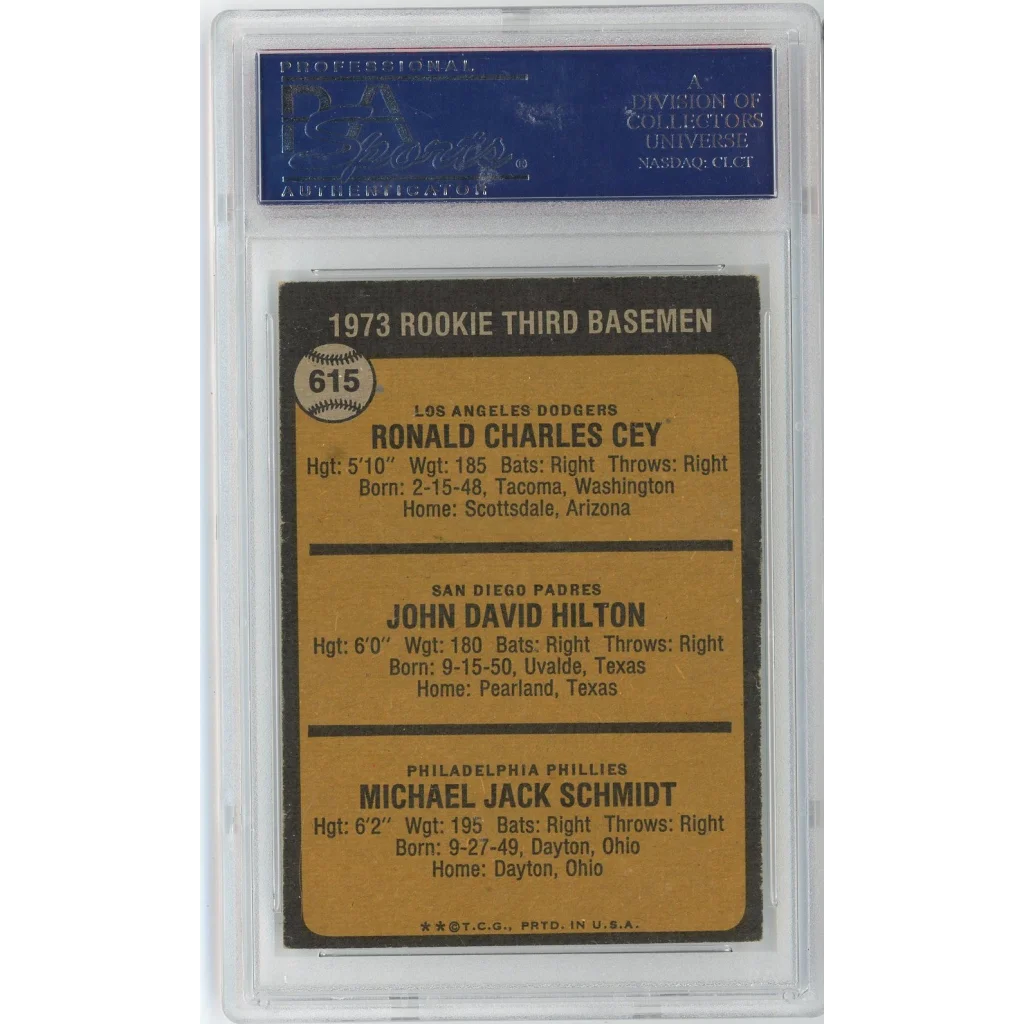 PROFESSIONAL
PSA
Sports®
AUTHENTICATOR
A
DIVISION OF
COLLECTORS
UNIVERSE
NASDAQ: CLCT
1973 ROOKIE THIRD BASEMEN
615
LOS ANGELES DODGERS
RONALD CHARLES CEY
Hgt: 5'10" Wgt: 185 Bats: Right Throws: Right
Born: 2-15-48, Tacoma, Washington
Home: Scottsdale, Arizona
SAN DIEGO PADRES
JOHN DAVID HILTON
Hgt: 6'0" Wgt: 180 Bats: Right Throws: Right
Born: 9-15-50, Uvalde, Texas
Home: Pearland, Texas
PHILADELPHIA PHILLIES
MICHAEL JACK SCHMIDT
Hgt: 6'2" Wgt: 195 Bats: Right Throws: Right
Born: 9-27-49, Dayton, Ohio
Home: Dayton, Ohio
**©T.C.G., PRTD. IN U.S.A.